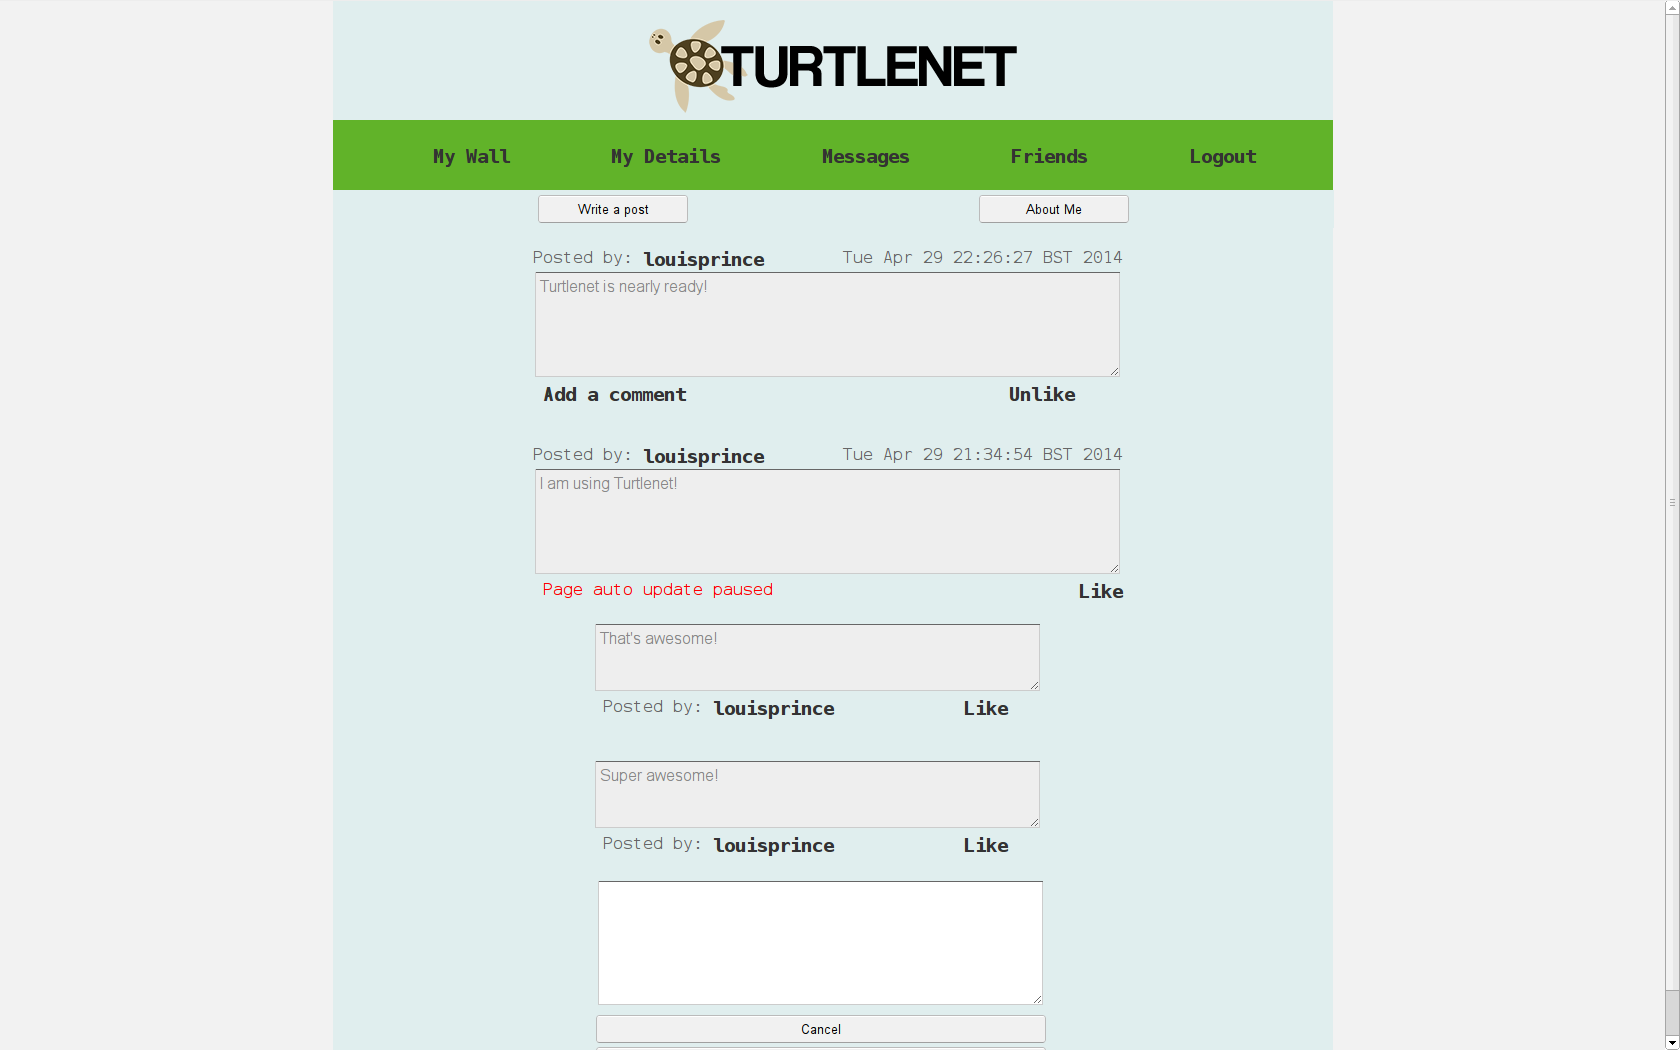 TURTLENET
My Wall My Details Messages Friends Logout
Write a post About Me
Posted by: louisprince Tue Apr 29 22:26:27 BST 2014
Turtlenet is nearly ready!
Add a comment Unlike
Posted by: louisprince Tue Apr 29 21:34:54 BST 2014
I am using Turtlenet!
Page auto update paused Like
That's awesome!
Posted by: louisprince Like
Super awesome!
Posted by: louisprince Like
Cancel